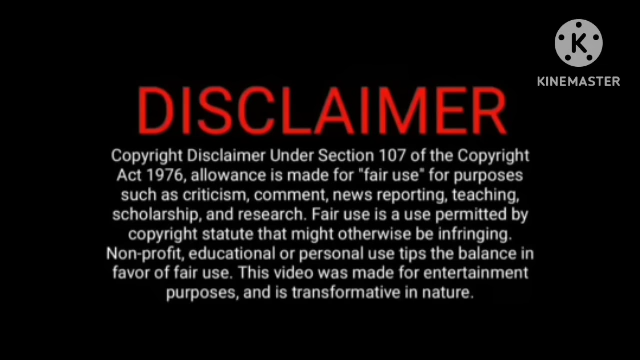 K
KINEMASTER
DISCLAIMER
Copyright Disclaimer Under Section 107 of the Copyright
Act 1976, allowance is made for "fair use" for purposes
such as criticism, comment, news reporting, teaching,
scholarship, and research. Fair use is a use permitted by
copyright statute that might otherwise be infringing.
Non-profit, educational or personal use tips the balance in
favor of fair use. This video was made for entertainment
purposes, and is transformative in nature.